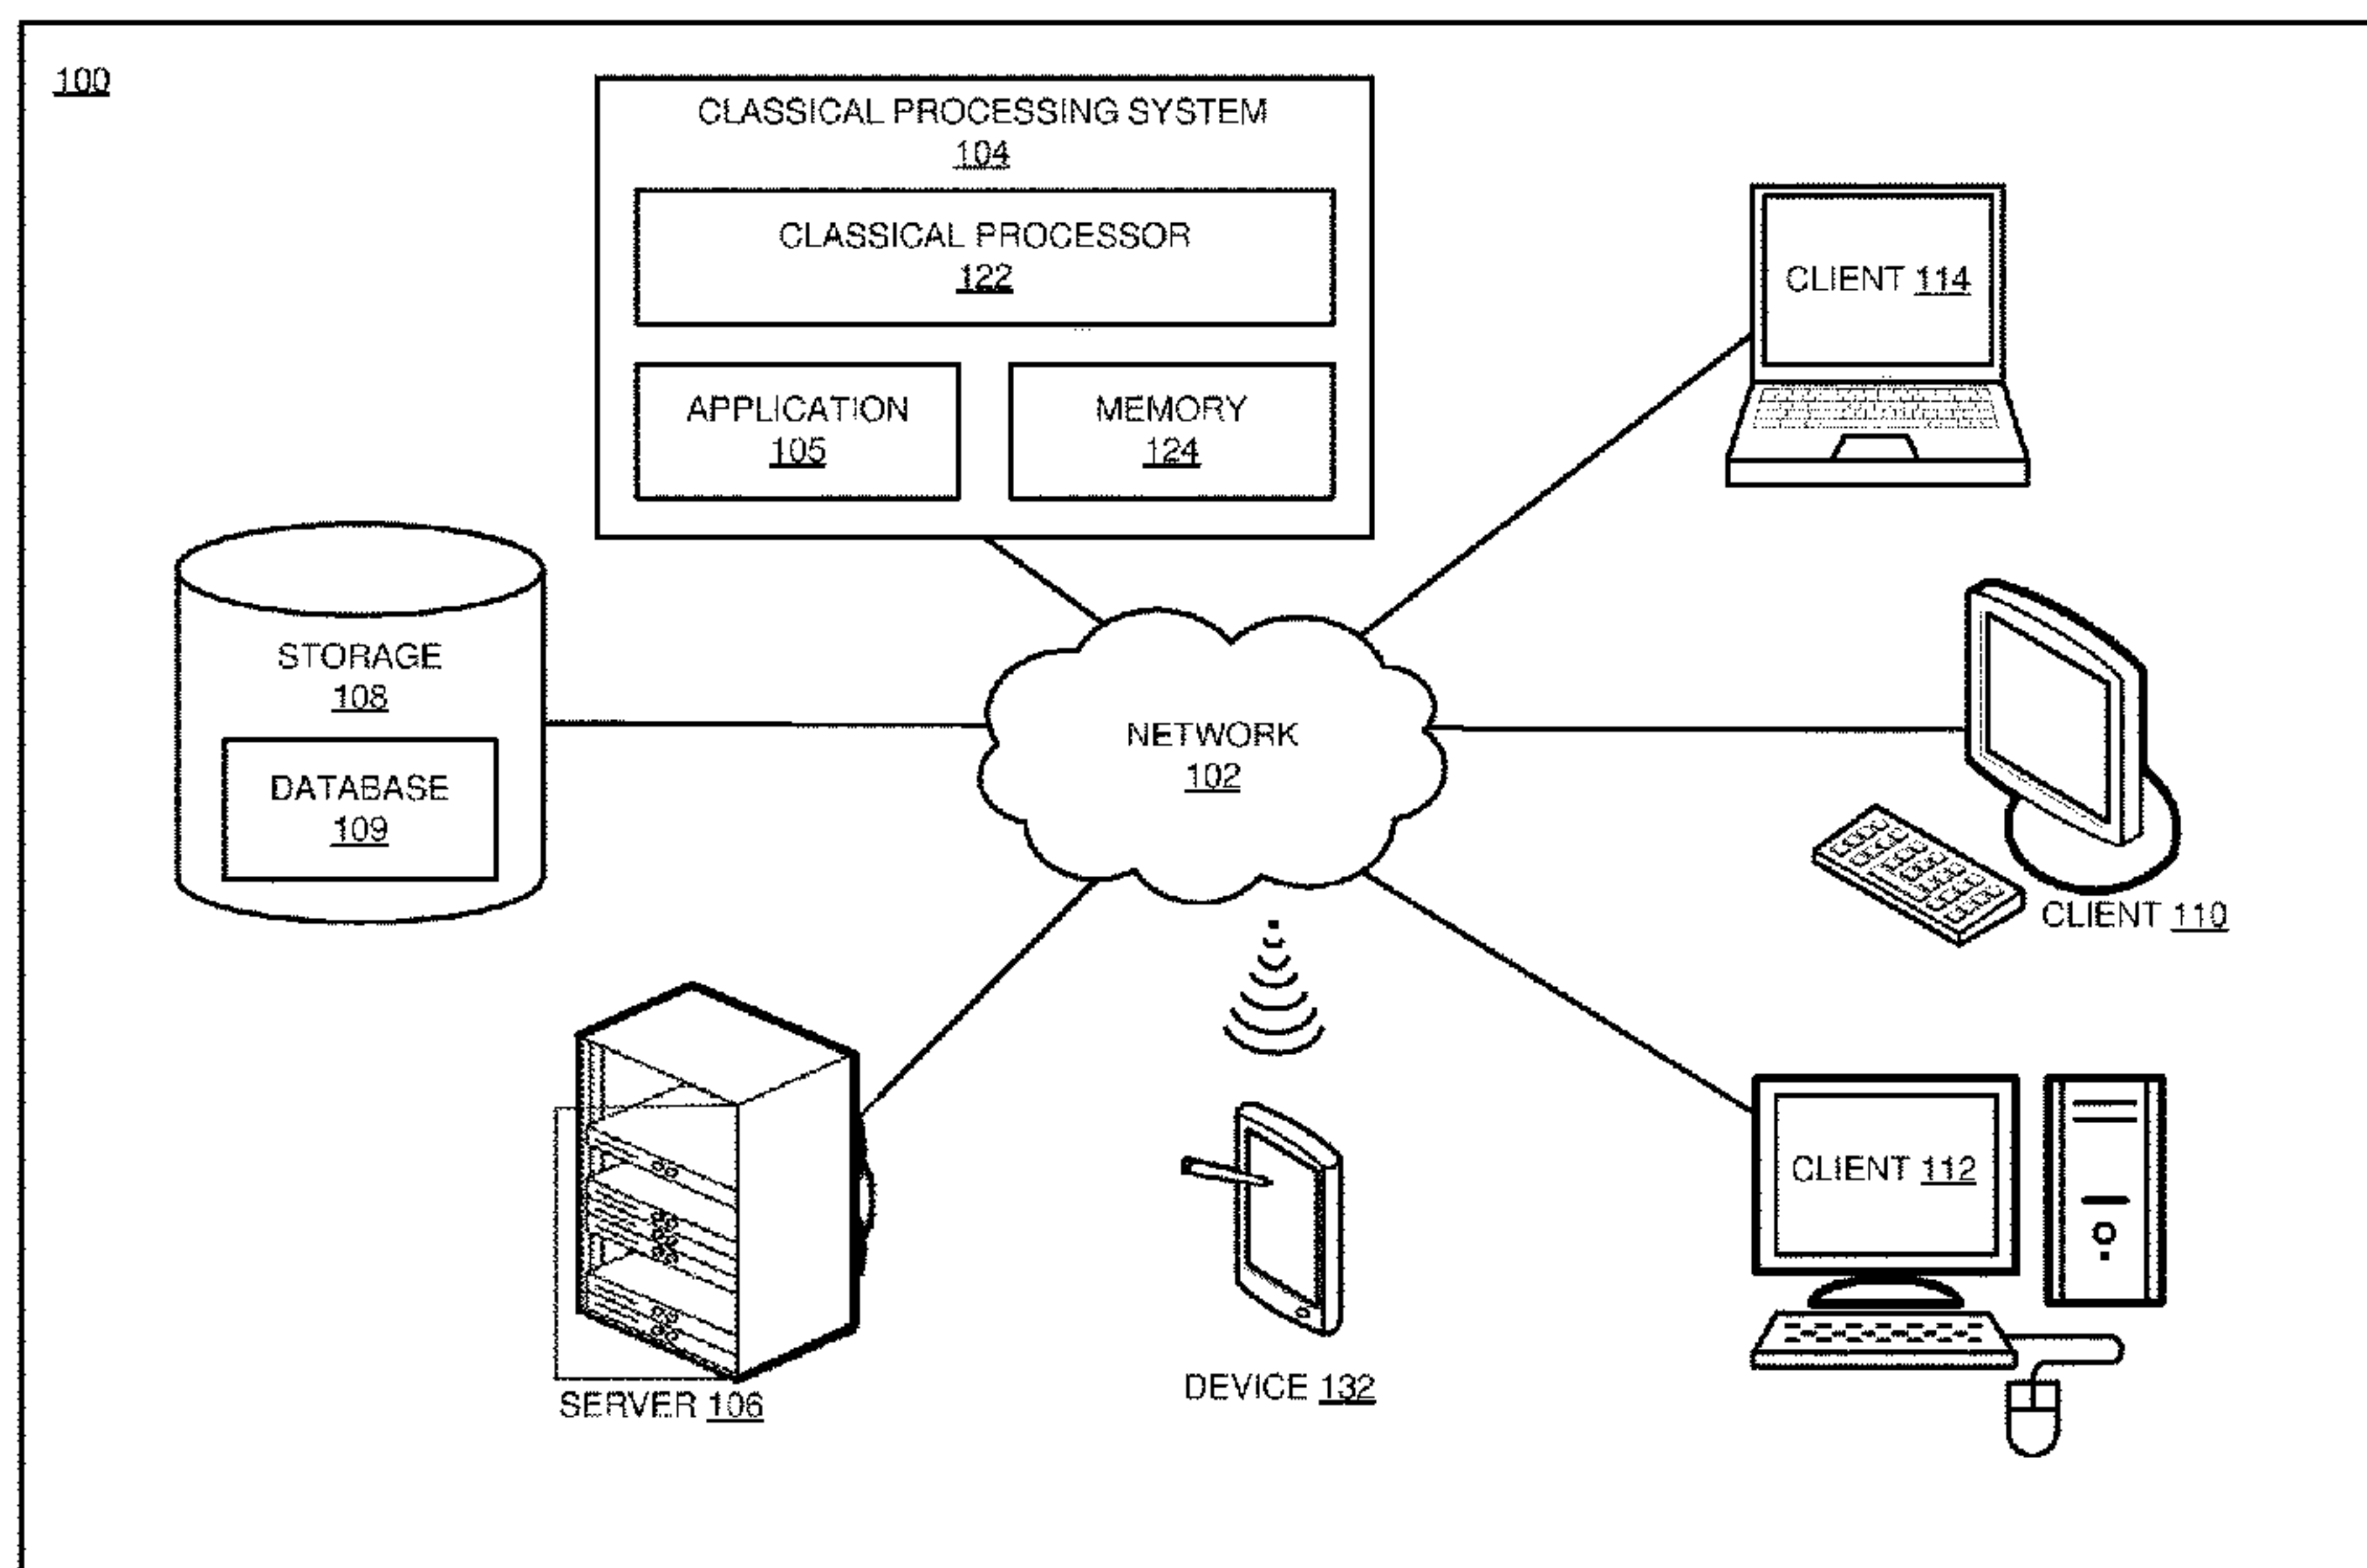 100
CLASSICAL PROCESSING SYSTEM
104
CLASSICAL PROCESSOR
122
APPLICATION
105
MEMORY
124
CLIENT 114
STORAGE
108
DATABASE
109
NETWORK
102
CLIENT 110
CLIENT 112
SERVER 106
DEVICE 132